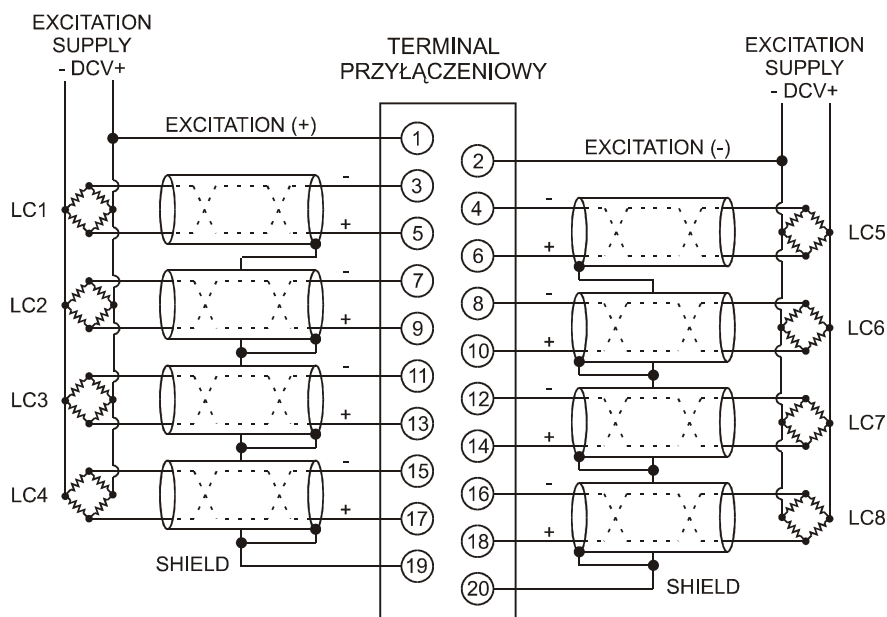 EXCITATION
SUPPLY
- DCV+
TERMINAL
PRZYŁĄCZENIOWY
EXCITATION
SUPPLY
- DCV+
EXCITATION (+)
1
2
EXCITATION (-)
LC1
-
3
+
5
4
-
6
+
LC5
LC2
-
7
+
9
8
-
10
+
LC6
LC3
-
11
+
13
12
-
14
+
LC7
LC4
-
15
+
17
16
-
18
+
LC8
SHIELD
19
20
SHIELD